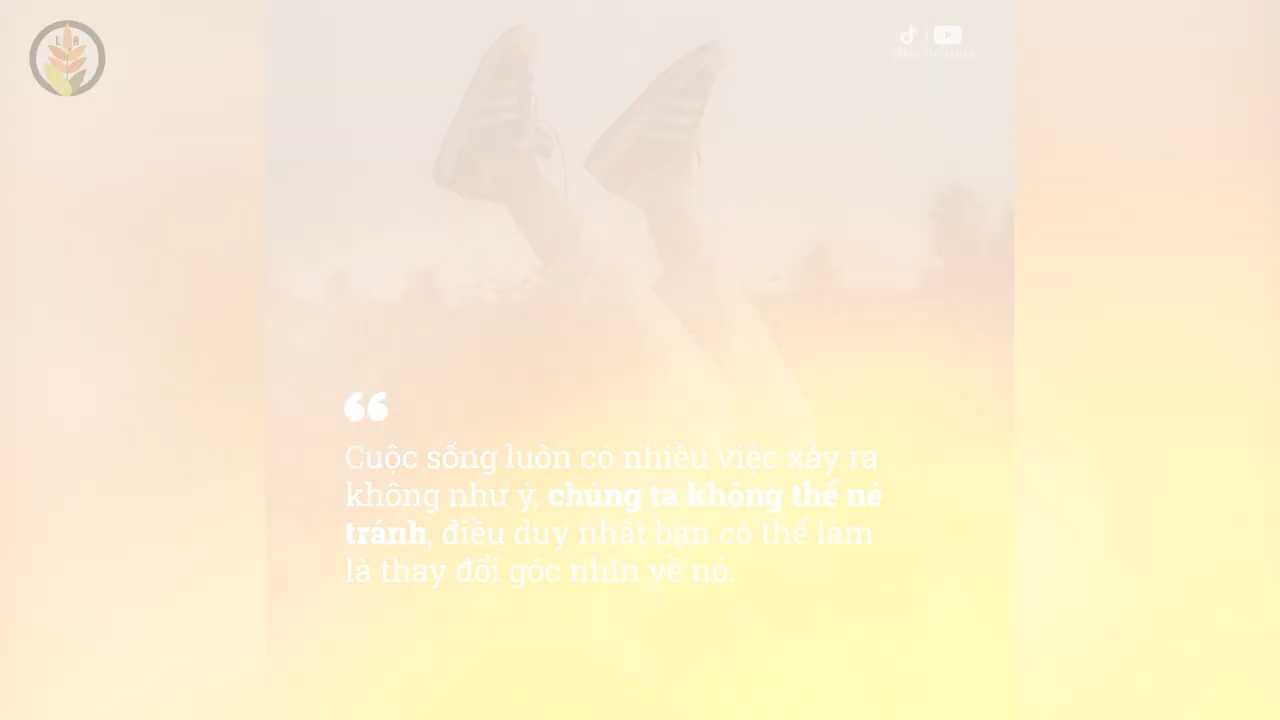 L A
“
Cuộc sống luôn có nhiều việc xảy ra
không như ý, chúng ta không thể né
tránh, điều duy nhất bạn có thể làm
là thay đổi góc nhìn về nó.